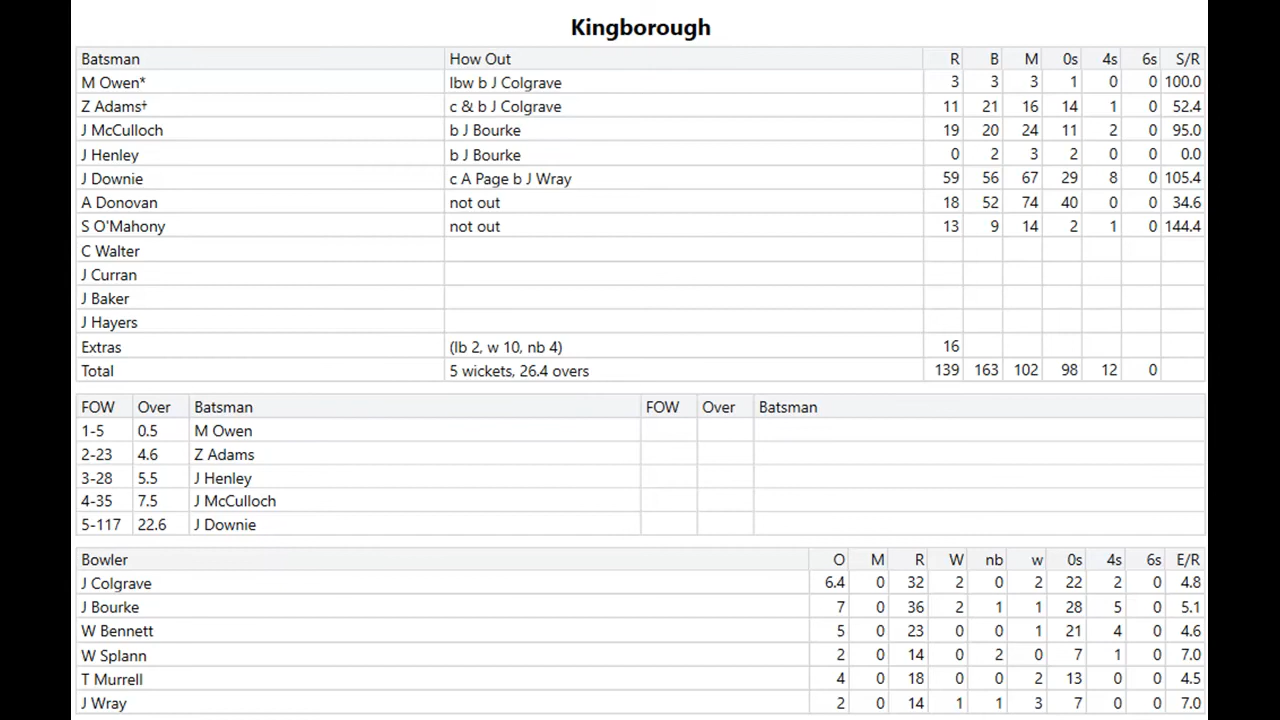 Kingborough
Batsman How Out R B M 0s 4s 6s S/R
M Owen* lbw b J Colgrave 3 3 3 1 0 0 100.0
Z Adams† c & b J Colgrave 11 21 16 14 1 0 52.4
J McCulloch b J Bourke 19 20 24 11 2 0 95.0
J Henley b J Bourke 0 2 3 2 0 0 0.0
J Downie c A Page b J Wray 59 56 67 29 8 0 105.4
A Donovan not out 18 52 74 40 0 0 34.6
S O'Mahony not out 13 9 14 2 1 0 144.4
C Walter
J Curran
J Baker
J Hayers
Extras (lb 2, w 10, nb 4) 16
Total 5 wickets, 26.4 overs 139 163 102 98 12 0
FOW Over Batsman FOW Over Batsman
1-5 0.5 M Owen
2-23 4.6 Z Adams
3-28 5.5 J Henley
4-35 7.5 J McCulloch
5-117 22.6 J Downie
Bowler O M R W nb w 0s 4s 6s E/R
J Colgrave 6.4 0 32 2 0 2 22 2 0 4.8
J Bourke 7 0 36 2 1 1 28 5 0 5.1
W Bennett 5 0 23 0 0 1 21 4 0 4.6
W Splann 2 0 14 0 2 0 7 1 0 7.0
T Murrell 4 0 18 0 0 2 13 0 0 4.5
J Wray 2 0 14 1 1 3 7 0 0 7.0